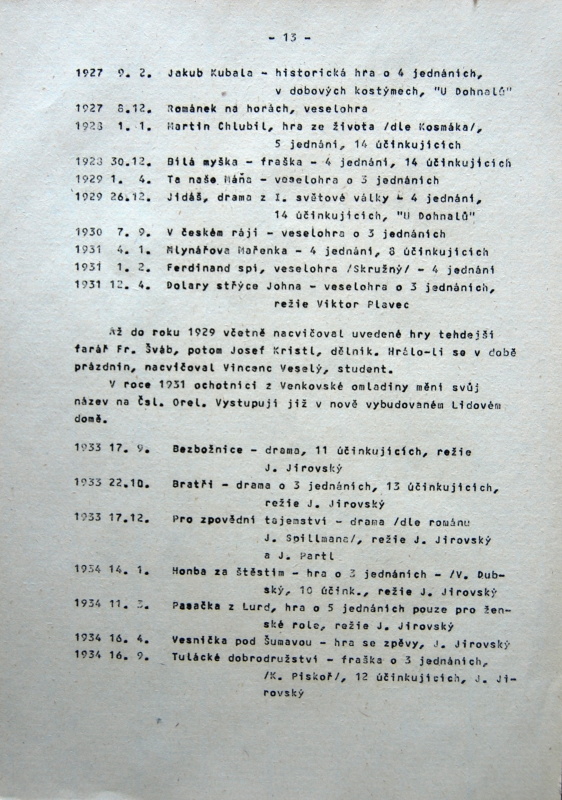 - 13 -
1927 9. 2. Jakub Kubala - historická hra o 4 jednáních,
v dobových kostýmech, "U Dohnalů"
1927 8.12. Románek na horách, veselohra
1928 1. 1. Martin Chlubil, hra ze života /dle Kosmáka/,
5 jednání, 14 účinkujících
1928 30.12. Bílá myška - fraška - 4 jednání, 14 účinkujících
1929 1. 4. Ta naše Máňa - veselohra o 3 jednáních
1929 26.12. Jidáš, drama z I. světové války - 4 jednání,
14 účinkujících, "U Dohnalů"
1930 7. 9. V českém ráji - veselohra o 3 jednáních
1931 4. 1. Mlynářova Mařenka - 4 jednání, 8 účinkujících
1931 1. 2. Ferdinand spí, veselohra /Skružný/ - 4 jednání
1931 12. 4. Dolary strýce Johna - veselohra o 3 jednáních,
režie Viktor Plavec
Až do roku 1929 včetně nacvičoval uvedené hry tehdejší
farář Fr. Šváb, potom Josef Kristl, dělník. Hrálo-li se v době
prázdnin, nacvičoval Vincenc Veselý, student.
V roce 1931 ochotníci z Venkovské omladiny mění svůj
název na Čsl. Orel. Vystupují již v nově vybudovaném Lidovém
domě.
1933 17. 9. Bezbožnice - drama, 11 účinkujících, režie
J. Jirovský
1933 22.10. Bratři - drama o 3 jednáních, 13 účinkujících,
režie J. Jirovský
1933 17.12. Pro zpovědní tajemství - drama /dle románu
J. Spillmana/, režie J. Jirovský
a J. Partl
1934 14. 1. Honba za štěstím - hra o 3 jednáních - /V. Dub-
ský, 10 účink., režie J. Jirovský
1934 11. 3. Pasačka z Lurd, hra o 5 jednáních pouze pro žen-
ské role, režie J. Jirovský
1934 16. 4. Vesnička pod Šumavou - hra se zpěvy, J. Jirovský
1934 16. 9. Tulácké dobrodružství - fraška o 3 jednáních,
/K. Piskoř/, 12 účinkujících, J. Ji-
rovský